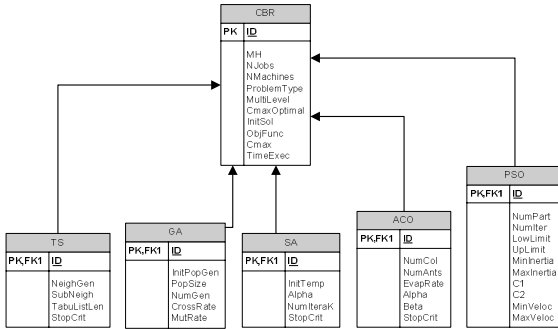 CBR
PK ID
MH
NJobs
NMachines
ProblemType
MultiLevel
CmaxOptimal
InitSol
ObjFunc
Cmax
TimeExec
TS
PK,FK1 ID
NeighGen
SubNeigh
TabuListLen
StopCrit
GA
PK,FK1 ID
InitPopGen
PopSize
NumGen
CrossRate
MutRate
SA
PK,FK1 ID
InitTemp
Alpha
NumIteraK
StopCrit
ACO
PK,FK1 ID
NumCol
NumAnts
EvapRate
Alpha
Beta
StopCrit
PSO
PK,FK1 ID
NumPart
NumIter
LowLimit
UpLimit
MinInertia
MaxInertia
C1
C2
MinVeloc
MaxVeloc